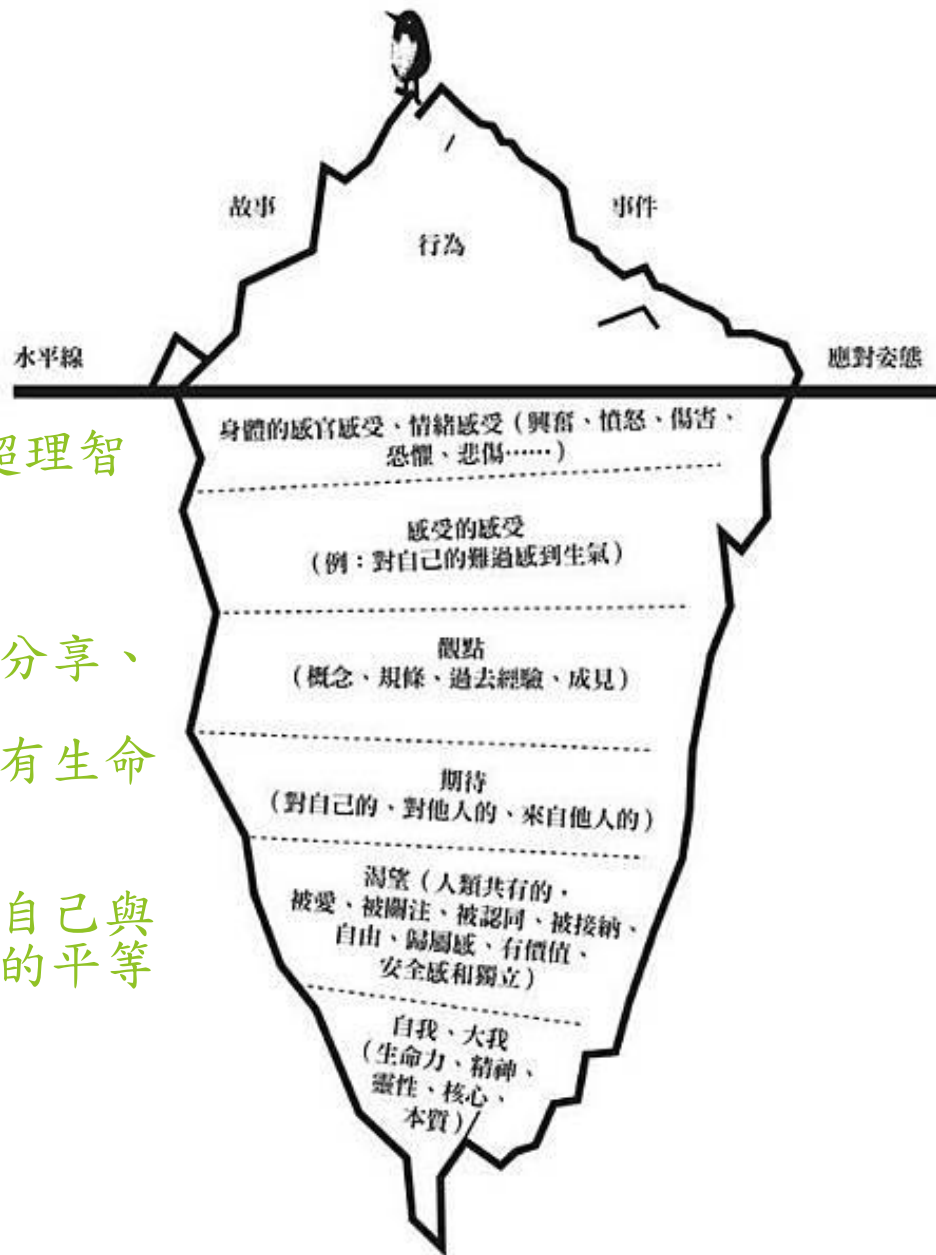 故事
事件
行為
水平線
應對姿態
身體的感官感受、情緒感受（興奮、憤怒、傷害、
恐懼、悲傷……）
超理智
感受的感受
（例：對自己的難過感到生氣）
分享、
觀點
（概念、規條、過去經驗、成見）
有生命
期待
（對自己的、對他人的、來自他人的）
渴望（人類共有的，
被愛、被關注、被認同、被接納、
自由、歸屬感、有價值、
安全感和獨立）
自己與
的平等
自我、大我
（生命力、精神、
靈性、核心、
本質）